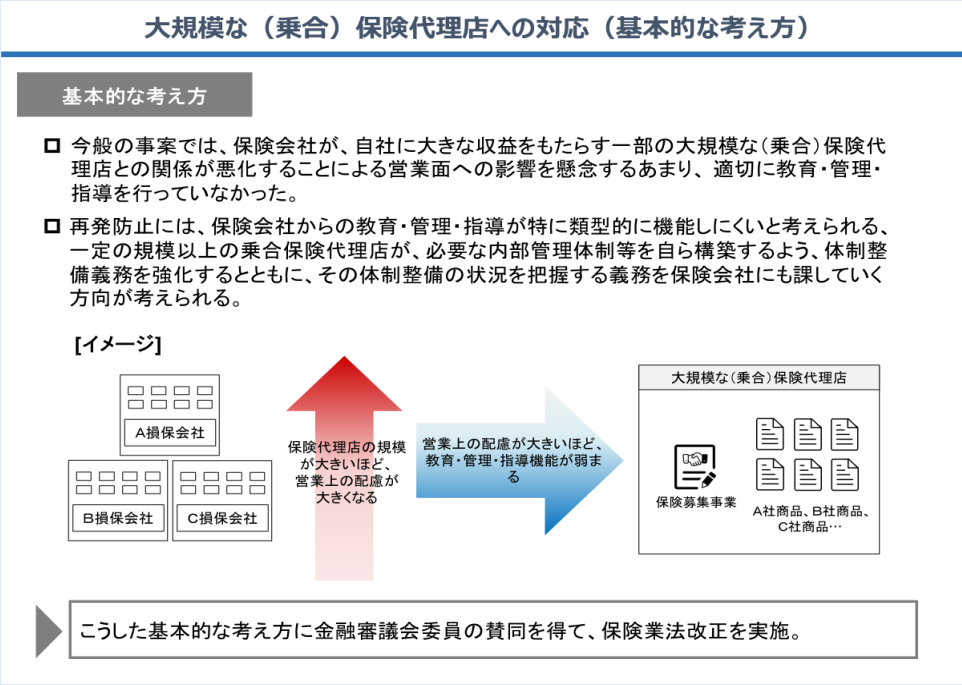 大規模な（乗合）保険代理店への対応（基本的な考え方）
基本的な考え方
今般の事案では、保険会社が、自社に大きな収益をもたらす一部の大規模な（乗合）保険代
理店との関係が悪化することによる営業面への影響を懸念するあまり、適切に教育・管理・
指導を行っていなかった。
再発防止には、保険会社からの教育・管理・指導が特に類型的に機能しにくいと考えられる、
一定の規模以上の乗合保険代理店が、必要な内部管理体制等を自ら構築するよう、体制整
備義務を強化するとともに、その体制整備の状況を把握する義務を保険会社にも課していく
方向が考えられる。
[イメージ]
A損保会社
B損保会社
C損保会社
保険代理店の規模
が大きいほど、
営業上の配慮が
大きくなる
営業上の配慮が大きいほど、
教育・管理・指導機能が弱ま
る
大規模な（乗合）保険代理店
保険募集事業
A社商品、B社商品、
C社商品…
こうした基本的な考え方に金融審議会委員の賛同を得て、保険業法改正を実施。